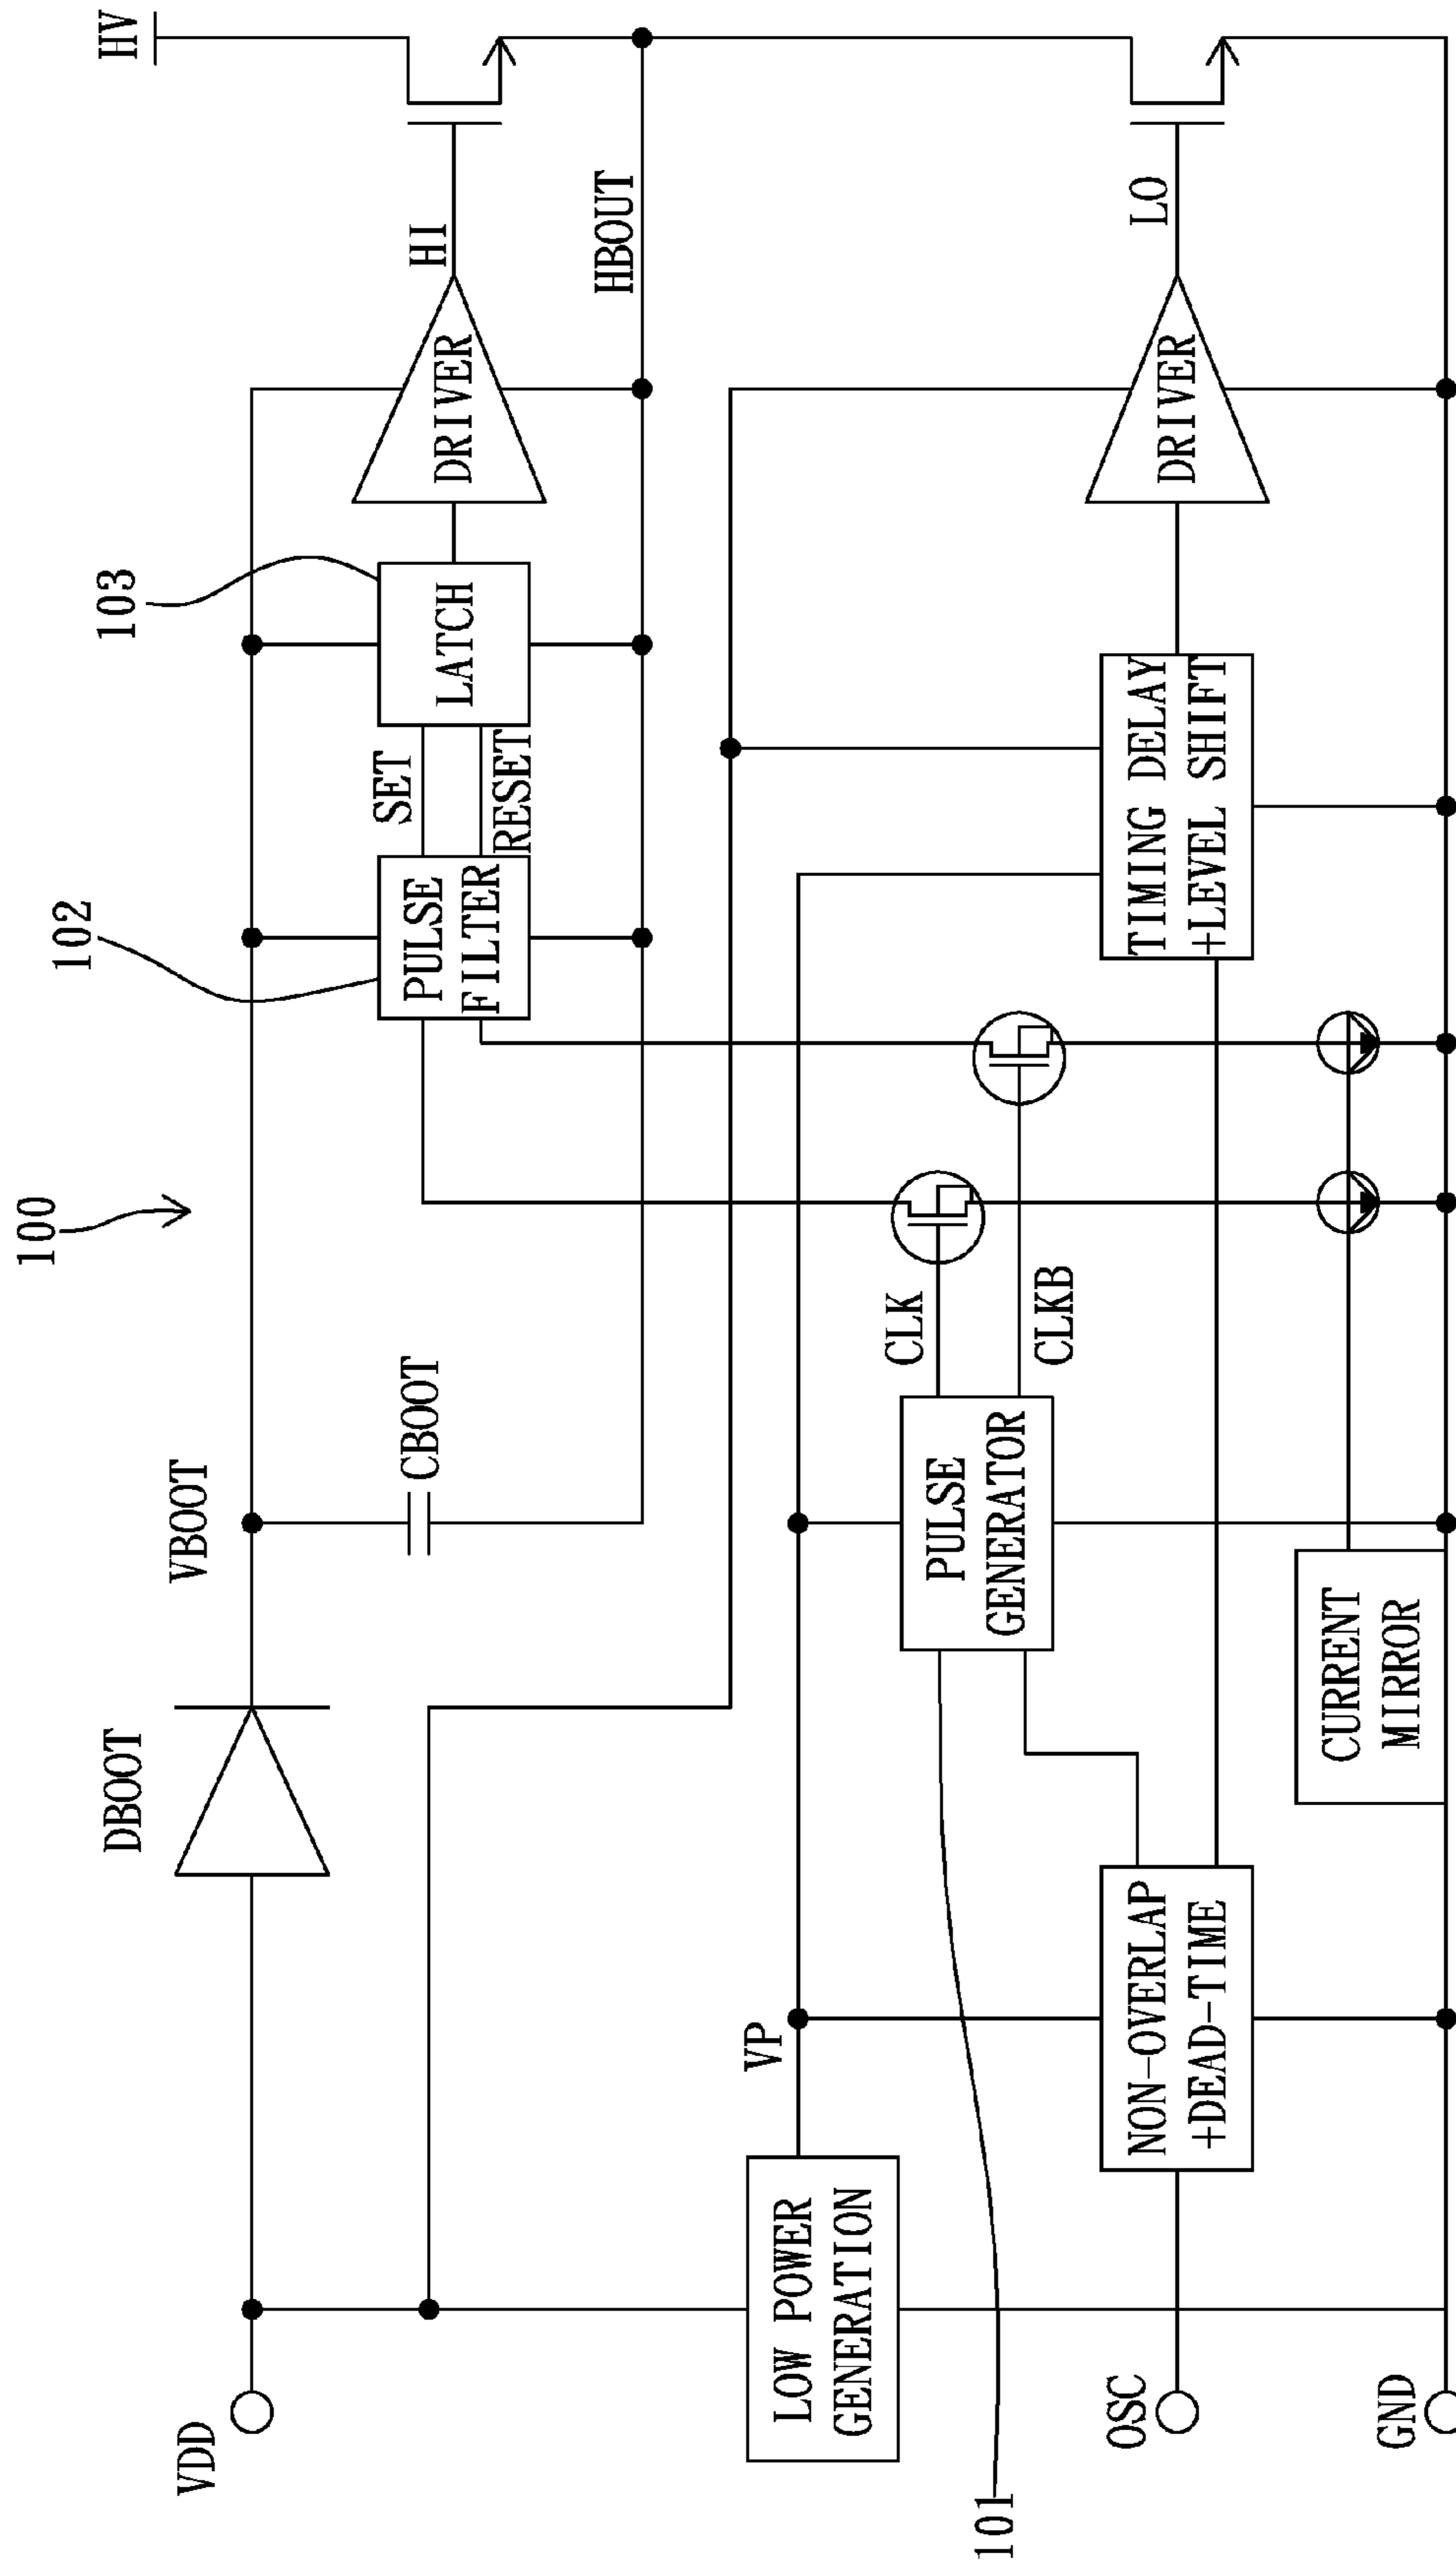 100
102
103
HV
DBOOT
VBOOT
VDD
CBOOT
PULSE
FILTER
SET
RESET
LATCH
DRIVER
HI
HBOUT
VP
LOW POWER
GENERATION
PULSE
GENERATOR
CLK
CLKB
TIMING DELAY
+LEVEL SHIFT
DRIVER
LO
NON-OVERLAP
+DEAD-TIME
OSC
CURRENT
MIRROR
GND
101